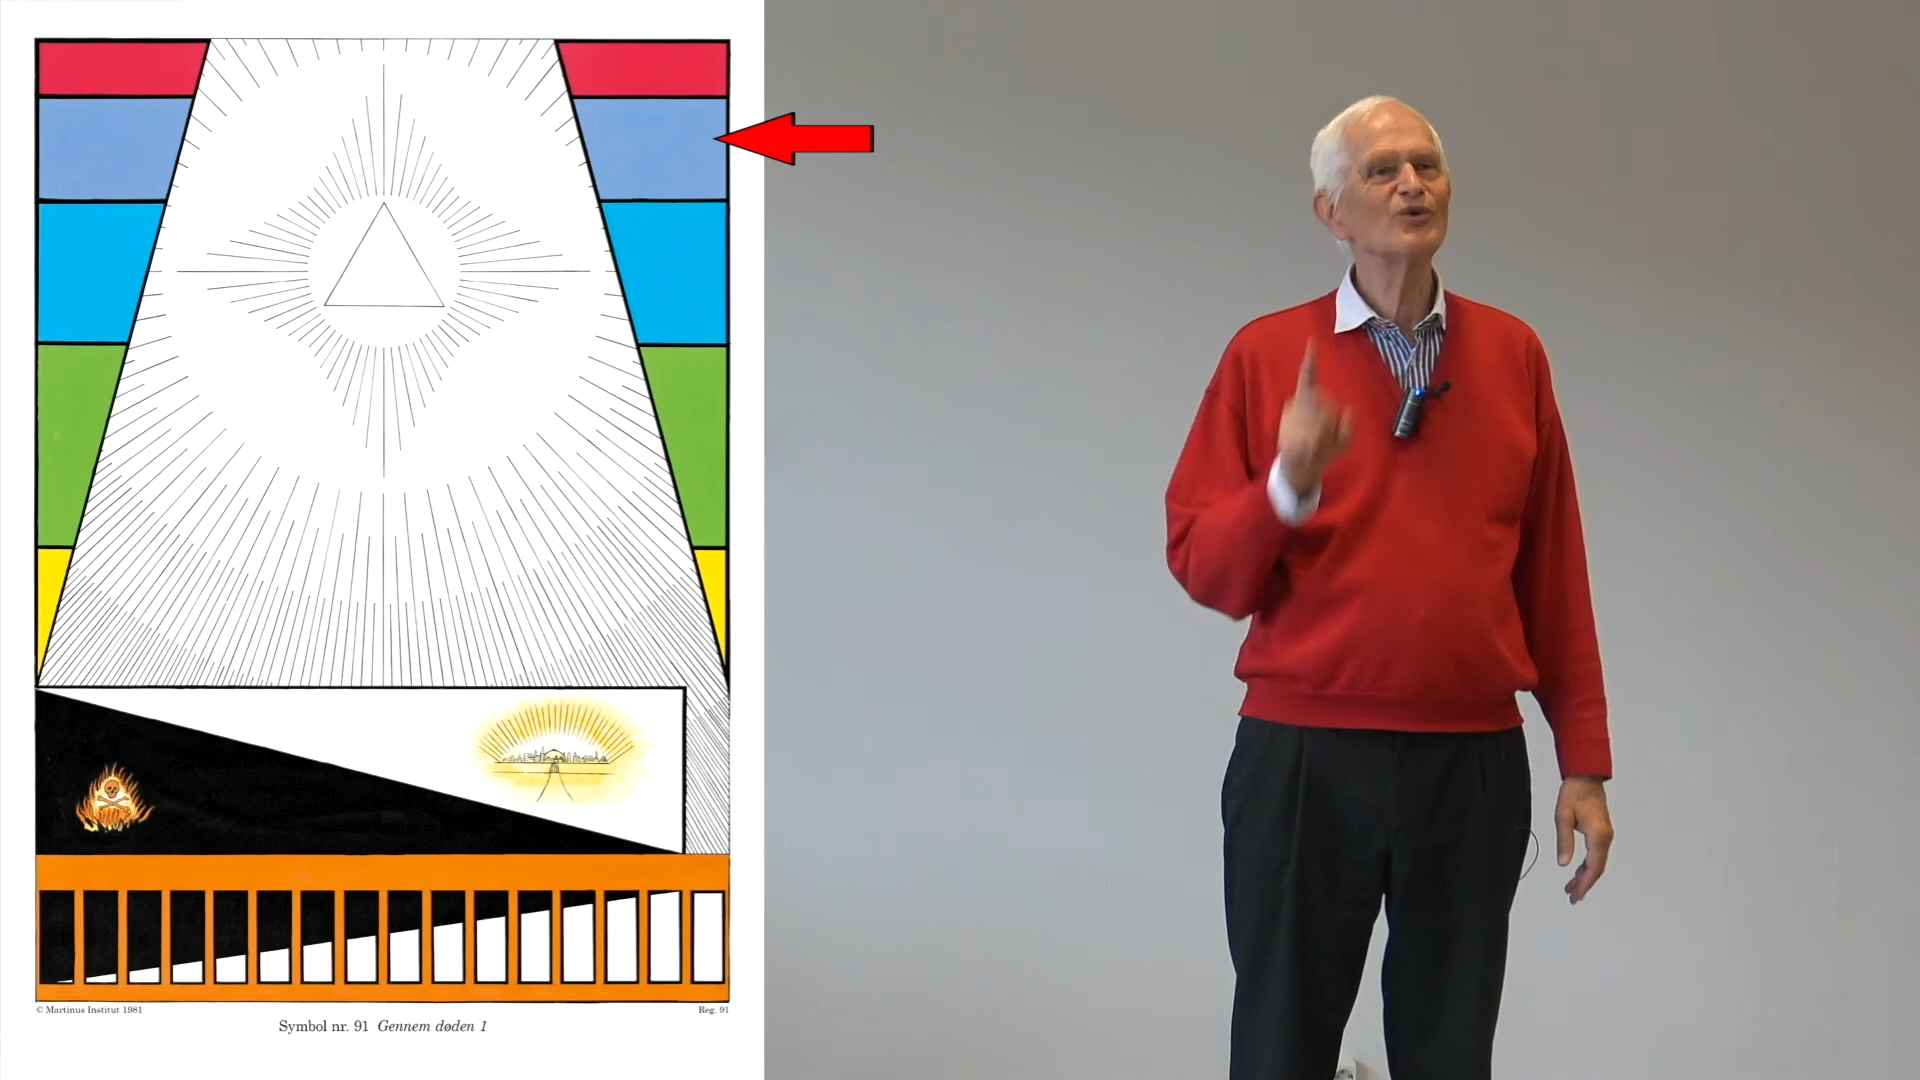 © Martinus Institut 1981
Reg. 91
Symbol nr. 91 Gennem døden 1